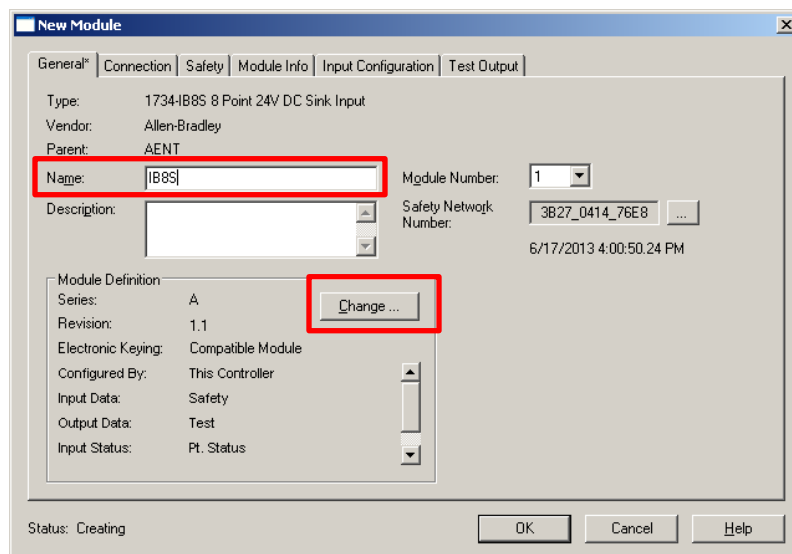 New Module
General* Connection Safety Module Info Input Configuration Test Output
Type: 1734-IB8S 8 Point 24V DC Sink Input
Vendor: Allen-Bradley
Parent: AENT
Name: IB8S Module Number: 1
Description: Safety Network Number: 3B27_0414_76E8 ...
6/17/2013 4:00:50.24 PM
Module Definition
Series: A Change ...
Revision: 1.1
Electronic Keying: Compatible Module
Configured By: This Controller
Input Data: Safety
Output Data: Test
Input Status: Pt. Status
Status: Creating OK Cancel Help